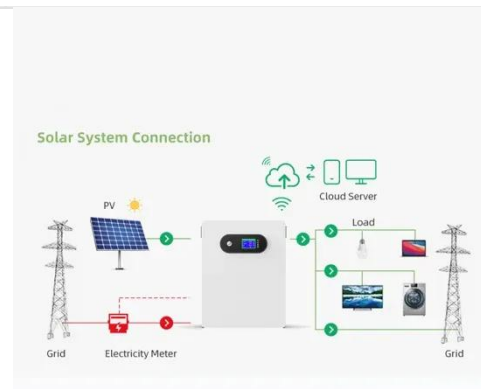 Solar System Connection
Cloud Server
PV
Load
Grid
Electricity Meter
Grid